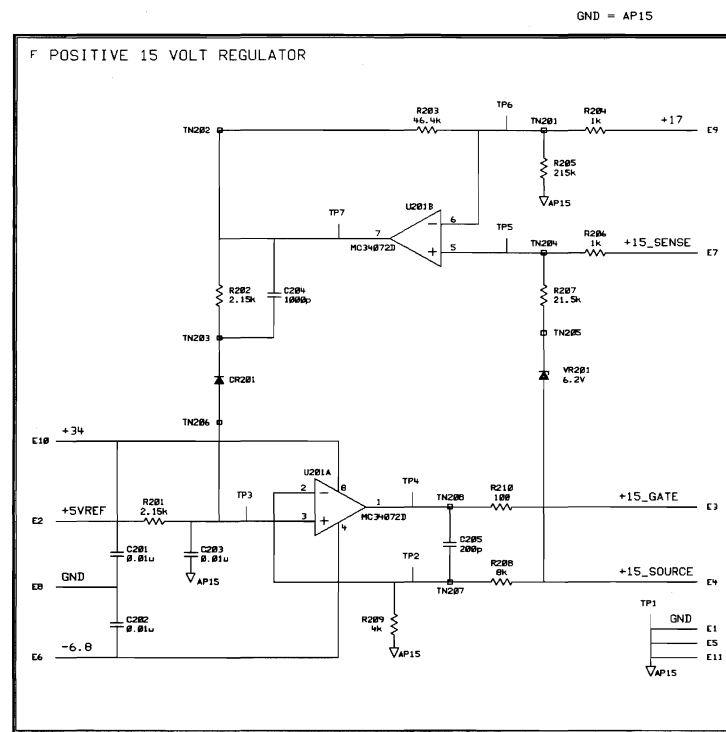 GND = AP15
F POSITIVE 15 VOLT REGULATOR
TP6
TN201
R204
1k
+17
E9
R203
46.4k
TN202
R205
215k
AP15
U201B
TP7
7
6
5
MC34072D
TP5
TN204
R206
1k
+15_SENSE
E7
R202
2.15k
C204
1000p
R207
21.5k
TN203
TN205
CR201
VR201
6.2V
TN206
E10
+34
U201A
8
2
1
3
4
MC34072D
TP4
TN208
R210
100
+15_GATE
E3
E2
+5VREF
R201
2.15k
TP3
C205
200p
C201
0.01u
C203
0.01u
AP15
TP2
TN207
R208
8k
+15_SOURCE
E4
E8
GND
C202
0.01u
R209
4k
AP15
TP1
GND
E1
E5
E11
AP15
E6
-6.8